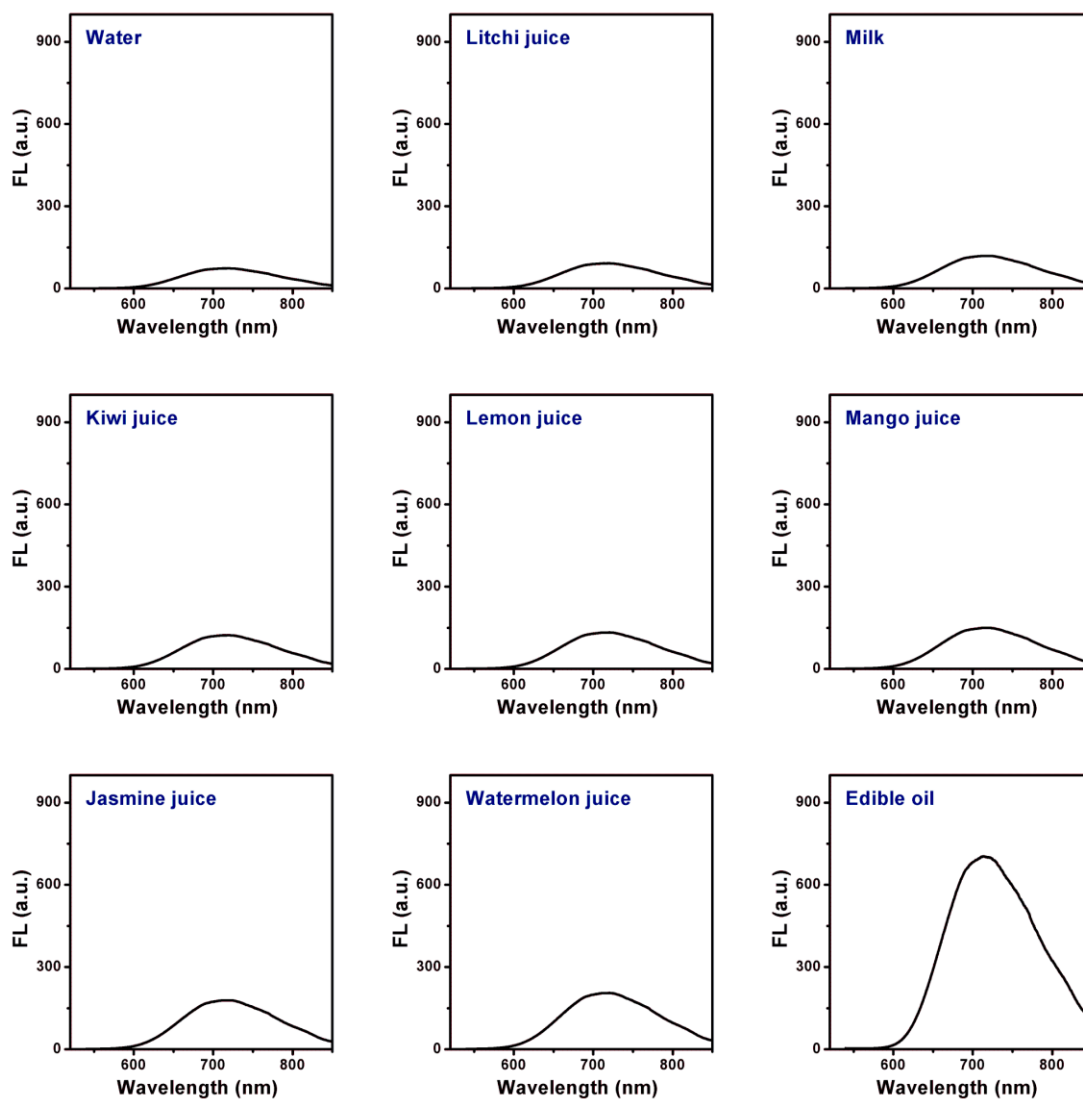 Water
900
600
300
0
FL (a.u.)
600 700 800
Wavelength (nm)
Litchi juice
900
600
300
0
FL (a.u.)
600 700 800
Wavelength (nm)
Milk
900
600
300
0
FL (a.u.)
600 700 800
Wavelength (nm)
Kiwi juice
900
600
300
0
FL (a.u.)
600 700 800
Wavelength (nm)
Lemon juice
900
600
300
0
FL (a.u.)
600 700 800
Wavelength (nm)
Mango juice
900
600
300
0
FL (a.u.)
600 700 800
Wavelength (nm)
Jasmine juice
900
600
300
0
FL (a.u.)
600 700 800
Wavelength (nm)
Watermelon juice
900
600
300
0
FL (a.u.)
600 700 800
Wavelength (nm)
Edible oil
900
600
300
0
FL (a.u.)
600 700 800
Wavelength (nm)